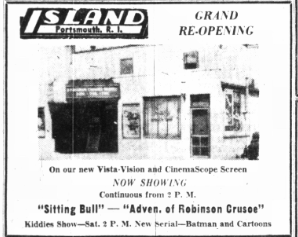 ISLAND
Portsmouth, R. I.
GRAND
RE-OPENING
On our new Vista-Vision and CinemaScope Screen
NOW SHOWING
Continuous from 2 P. M.
"Sitting Bull" — "Adven. of Robinson Crusoe"
Kiddies Show—Sat. 2 P. M. New Serial—Batman and Cartoons